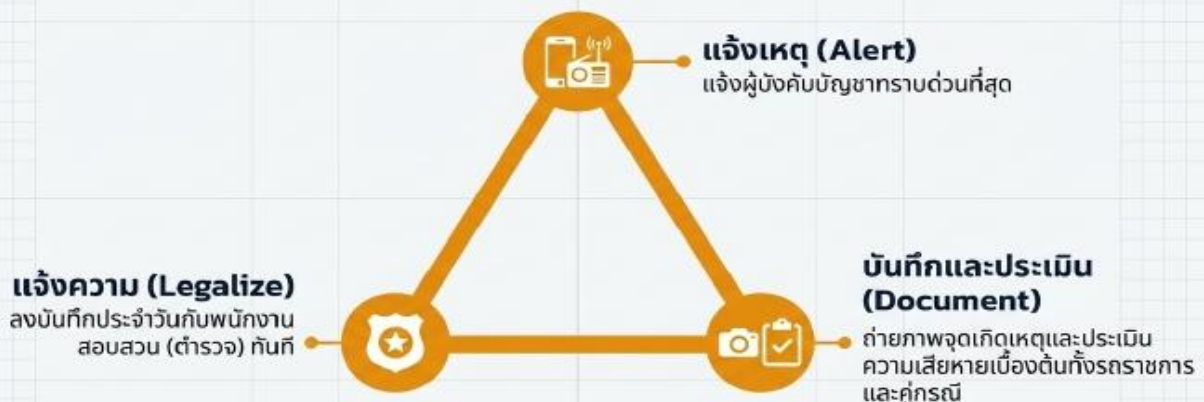 แจ้งเหตุ (Alert)
แจ้งผู้บังคับบัญชาทราบด่วนที่สุด
แจ้งความ (Legalize)
ลงบันทึกประจำวันกับพนักงาน
สอบสวน (ตำรวจ) ทันที
บันทึกและประเมิน
(Document)
ถ่ายภาพจุดเกิดเหตุและประเมิน
ความเสียหายเบื้องต้นทั้งรถราชการ
และคู่กรณี